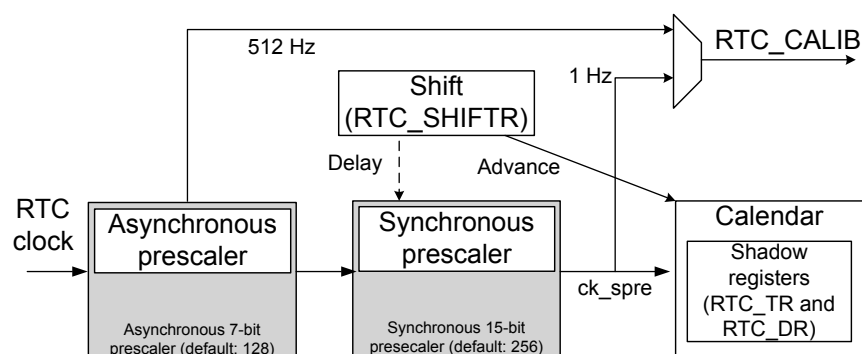 512 Hz
RTC_CALIB
1 Hz
Shift
(RTC_SHIFTR)
Delay
Advance
RTC
clock
Asynchronous
prescaler
Asynchronous 7-bit
prescaler (default: 128)
Synchronous
prescaler
Synchronous 15-bit
presecaler (default: 256)
ck_spre
Calendar
Shadow
registers
(RTC_TR and
RTC_DR)